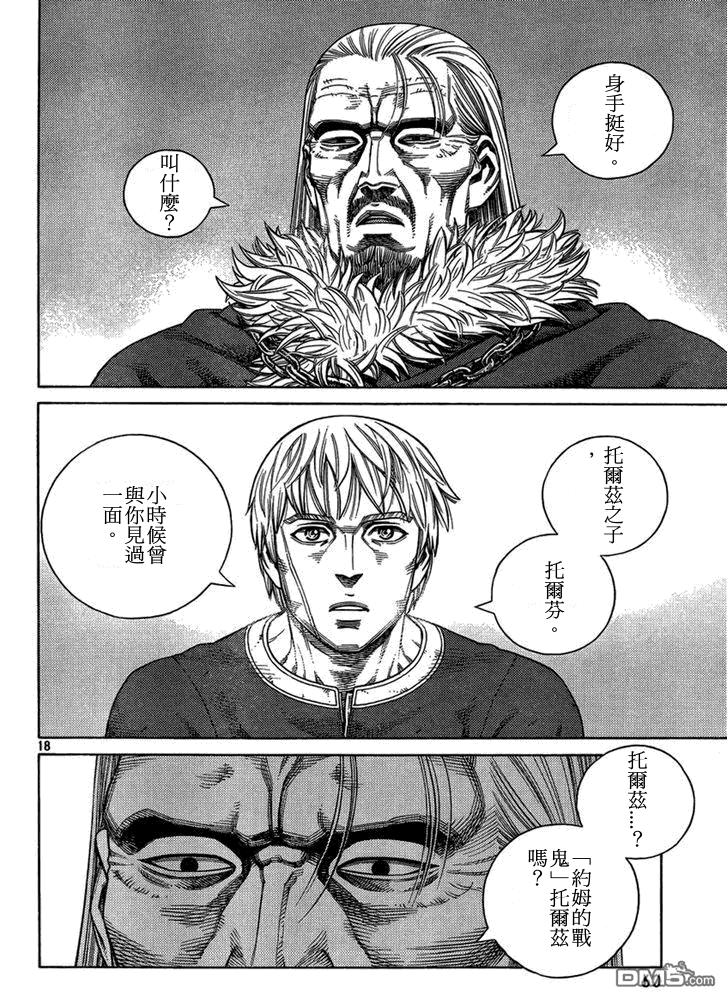 身手挺好。
叫什麼？
托爾茲之子，
托爾芬。
小時候曾
與你見過
一面。
18
托爾茲……？
「約姆的戰
鬼」托爾茲
嗎？
50
DM5.com